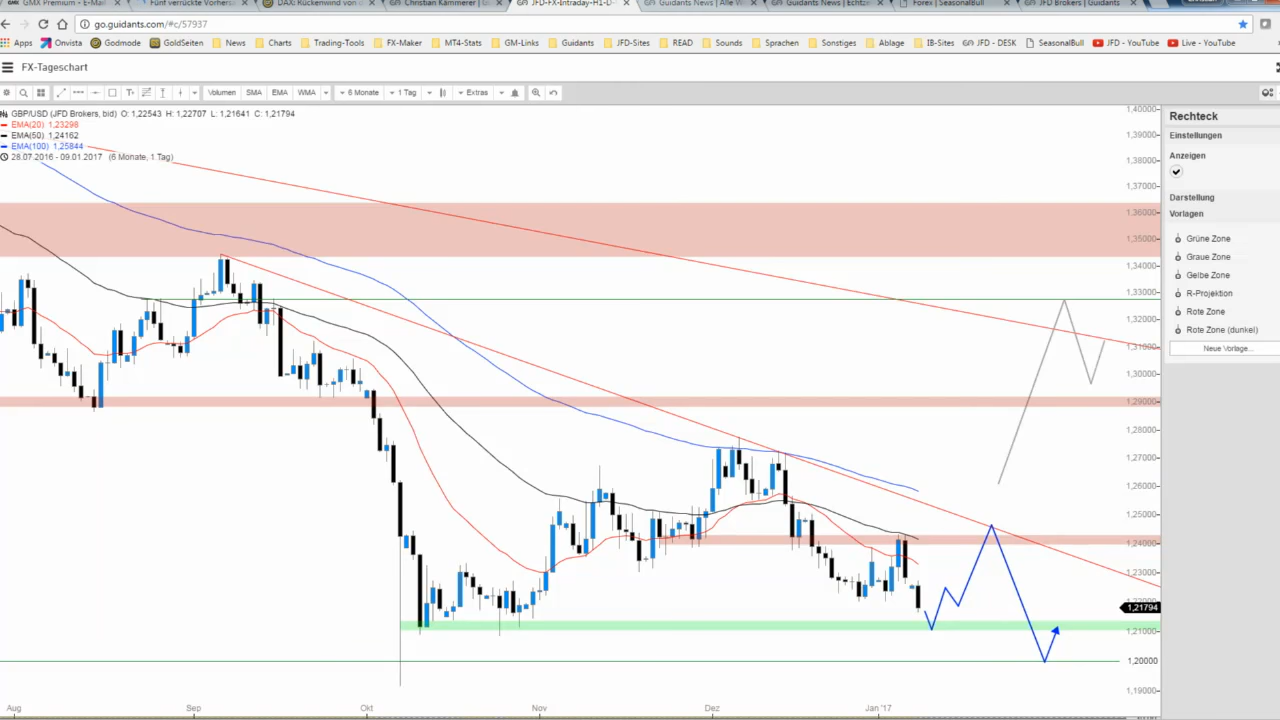 GMX Premium - E-Mail
Fünf verrückte Vorhers
DAX: Rückenwind von d
Christian Kämmerer | G
JFD-FX-Intraday-H1-D
Guidants News | Alle W
Guidants News | Echtz
Forex | SeasonalBull
JFD Brokers | Guidants
go.guidants.com/#c/57937
Apps
Onvista
Godmode
GoldSeiten
News
Charts
Trading-Tools
FX-Maker
MT4-Stats
GM-Links
Guidants
JFD-Sites
READ
Sounds
Sprachen
Sonstiges
Ablage
IB-Sites
JFD - DESK
SeasonalBull
JFD - YouTube
Live - YouTube
FX-Tageschart
Volumen
SMA
EMA
WMA
6 Monate
1 Tag
Extras
GBP/USD (JFD Brokers, bid) O: 1,22543 H: 1,22707 L: 1,21641 C: 1,21794
EMA(20) 1,23298
EMA(50) 1,24162
EMA(100) 1,25844
28.07.2016 - 09.01.2017 (6 Monate, 1 Tag)
1,40000
1,39000
1,38000
1,37000
1,36000
1,35000
1,34000
1,33000
1,32000
1,31000
1,30000
1,29000
1,28000
1,27000
1,26000
1,25000
1,24000
1,23000
1,21794
1,21000
1,20000
1,19000
Aug
Sep
Okt
Nov
Dez
Jan '17
Rechteck
Einstellungen
Anzeigen
Darstellung
Vorlagen
Grüne Zone
Graue Zone
Gelbe Zone
R-Projektion
Rote Zone
Rote Zone (dunkel)
Neue Vorlage...